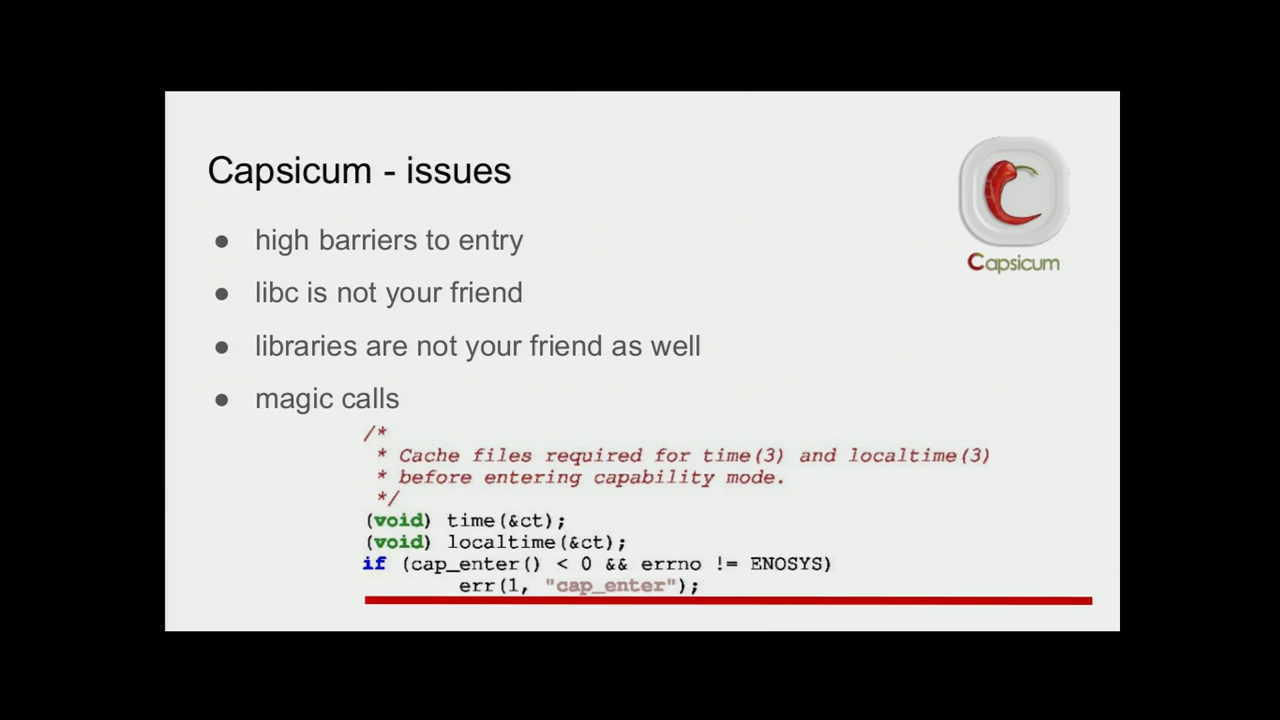 Capsicum - issues
Capsicum
● high barriers to entry
● libc is not your friend
● libraries are not your friend as well
● magic calls
/*
* Cache files required for time(3) and localtime(3)
* before entering capability mode.
*/
(void) time(&ct);
(void) localtime(&ct);
if (cap_enter() < 0 && errno != ENOSYS)
err(1, "cap_enter");